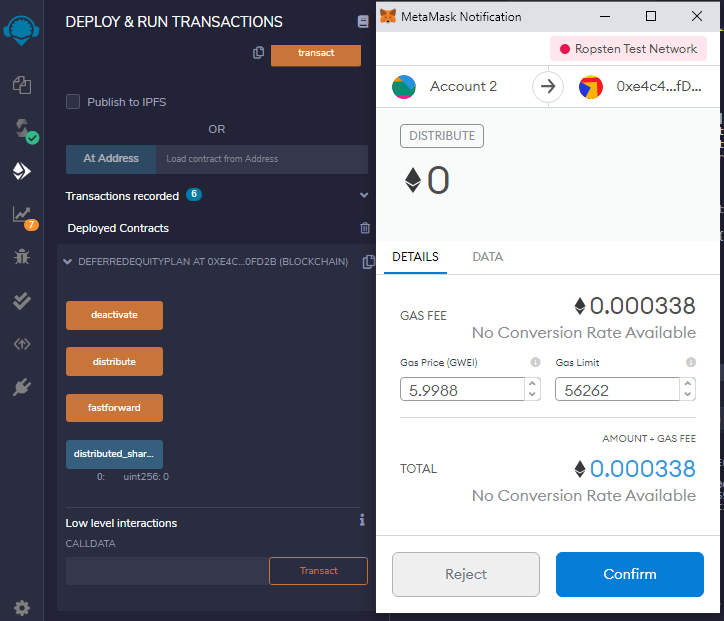 DEPLOY & RUN TRANSACTIONS
transact
Publish to IPFS
OR
At Address
Load contract from Address
Transactions recorded 6
Deployed Contracts
7
DEFERREDEQUITYPLAN AT 0XE4C...0FD2B (BLOCKCHAIN)
deactivate
distribute
fastforward
distributed_shar...
0: uint256: 0
Low level interactions
i
CALLDATA
Transact
MetaMask Notification
Ropsten Test Network
Account 2
0xe4c4...fD...
DISTRIBUTE
0
DETAILS
DATA
GAS FEE
0.000338
No Conversion Rate Available
Gas Price (GWEI)
Gas Limit
5.9988
56262
AMOUNT + GAS FEE
TOTAL
0.000338
No Conversion Rate Available
Reject
Confirm